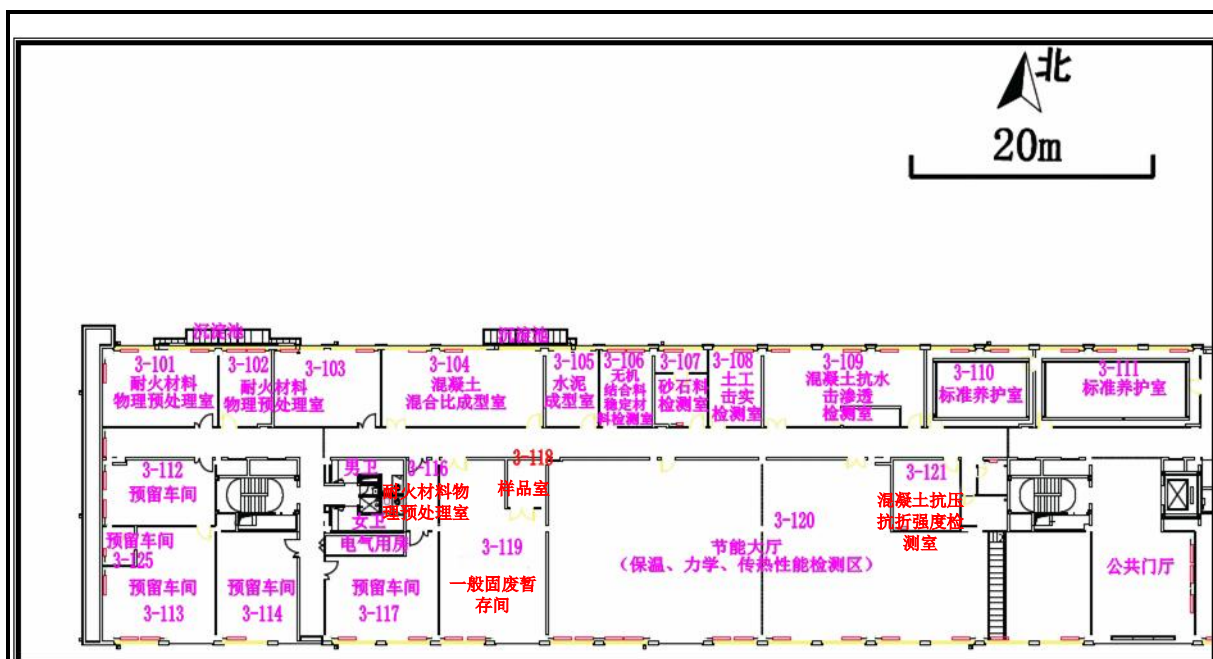 北
20m
沉淀池
沉淀池
3-101
耐火材料
物理预处理室
3-102
3-103
耐火材料
物理预处理室
3-104
混凝土
混合比成型室
3-105
水泥
成型室
3-106
无机
结合料
稳定材
料检测室
3-107
砂石料
检测室
3-108
土工
击实
检测室
3-109
混凝土抗水
击渗透
检测室
3-110
标准养护室
3-111
标准养护室
3-112
预留车间
男卫
3-116
耐火材料物
理预处理室
3-118
样品室
3-121
混凝土抗压
抗折强度检
测室
女卫
电气用房
预留车间
3-125
预留车间
3-113
预留车间
3-114
预留车间
3-117
3-119
一般固废暂
存间
3-120
节能大厅
(保温、力学、传热性能检测区)
公共门厅